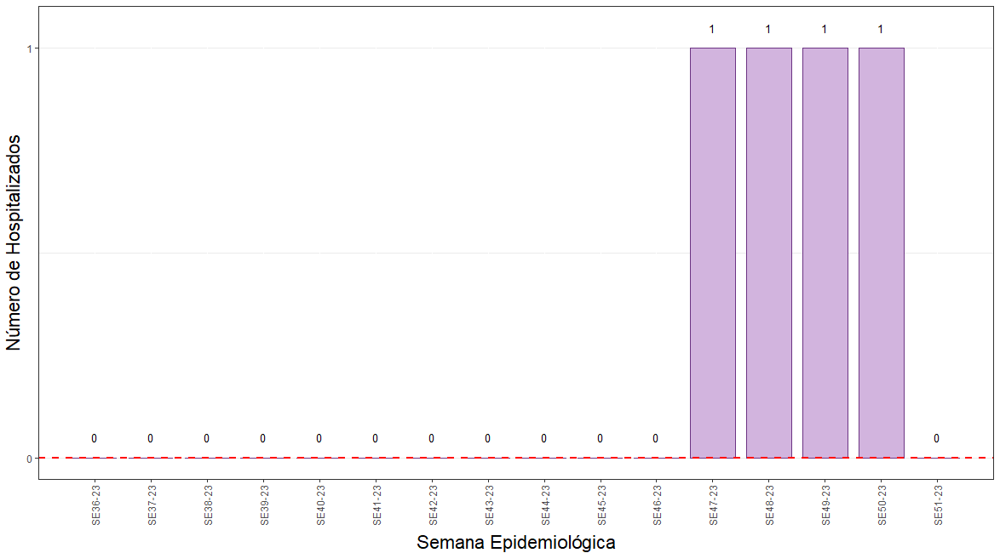 Número de Hospitalizados
1
0
1 1 1 1
0 0 0 0 0 0 0 0 0 0 0 0
SE36-23
SE37-23
SE38-23
SE39-23
SE40-23
SE41-23
SE42-23
SE43-23
SE44-23
SE45-23
SE46-23
SE47-23
SE48-23
SE49-23
SE50-23
SE51-23
Semana Epidemiológica